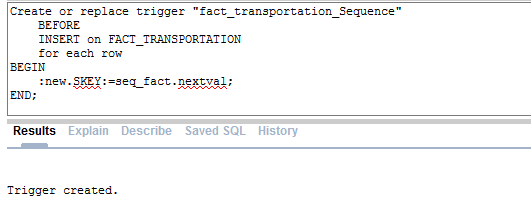 Create or replace trigger "fact_transportation_Sequence"
BEFORE
INSERT on FACT_TRANSPORTATION
for each row
BEGIN
:new.SKEY:=seq_fact.nextval;
END;
Results Explain Describe Saved SQL History
Trigger created.